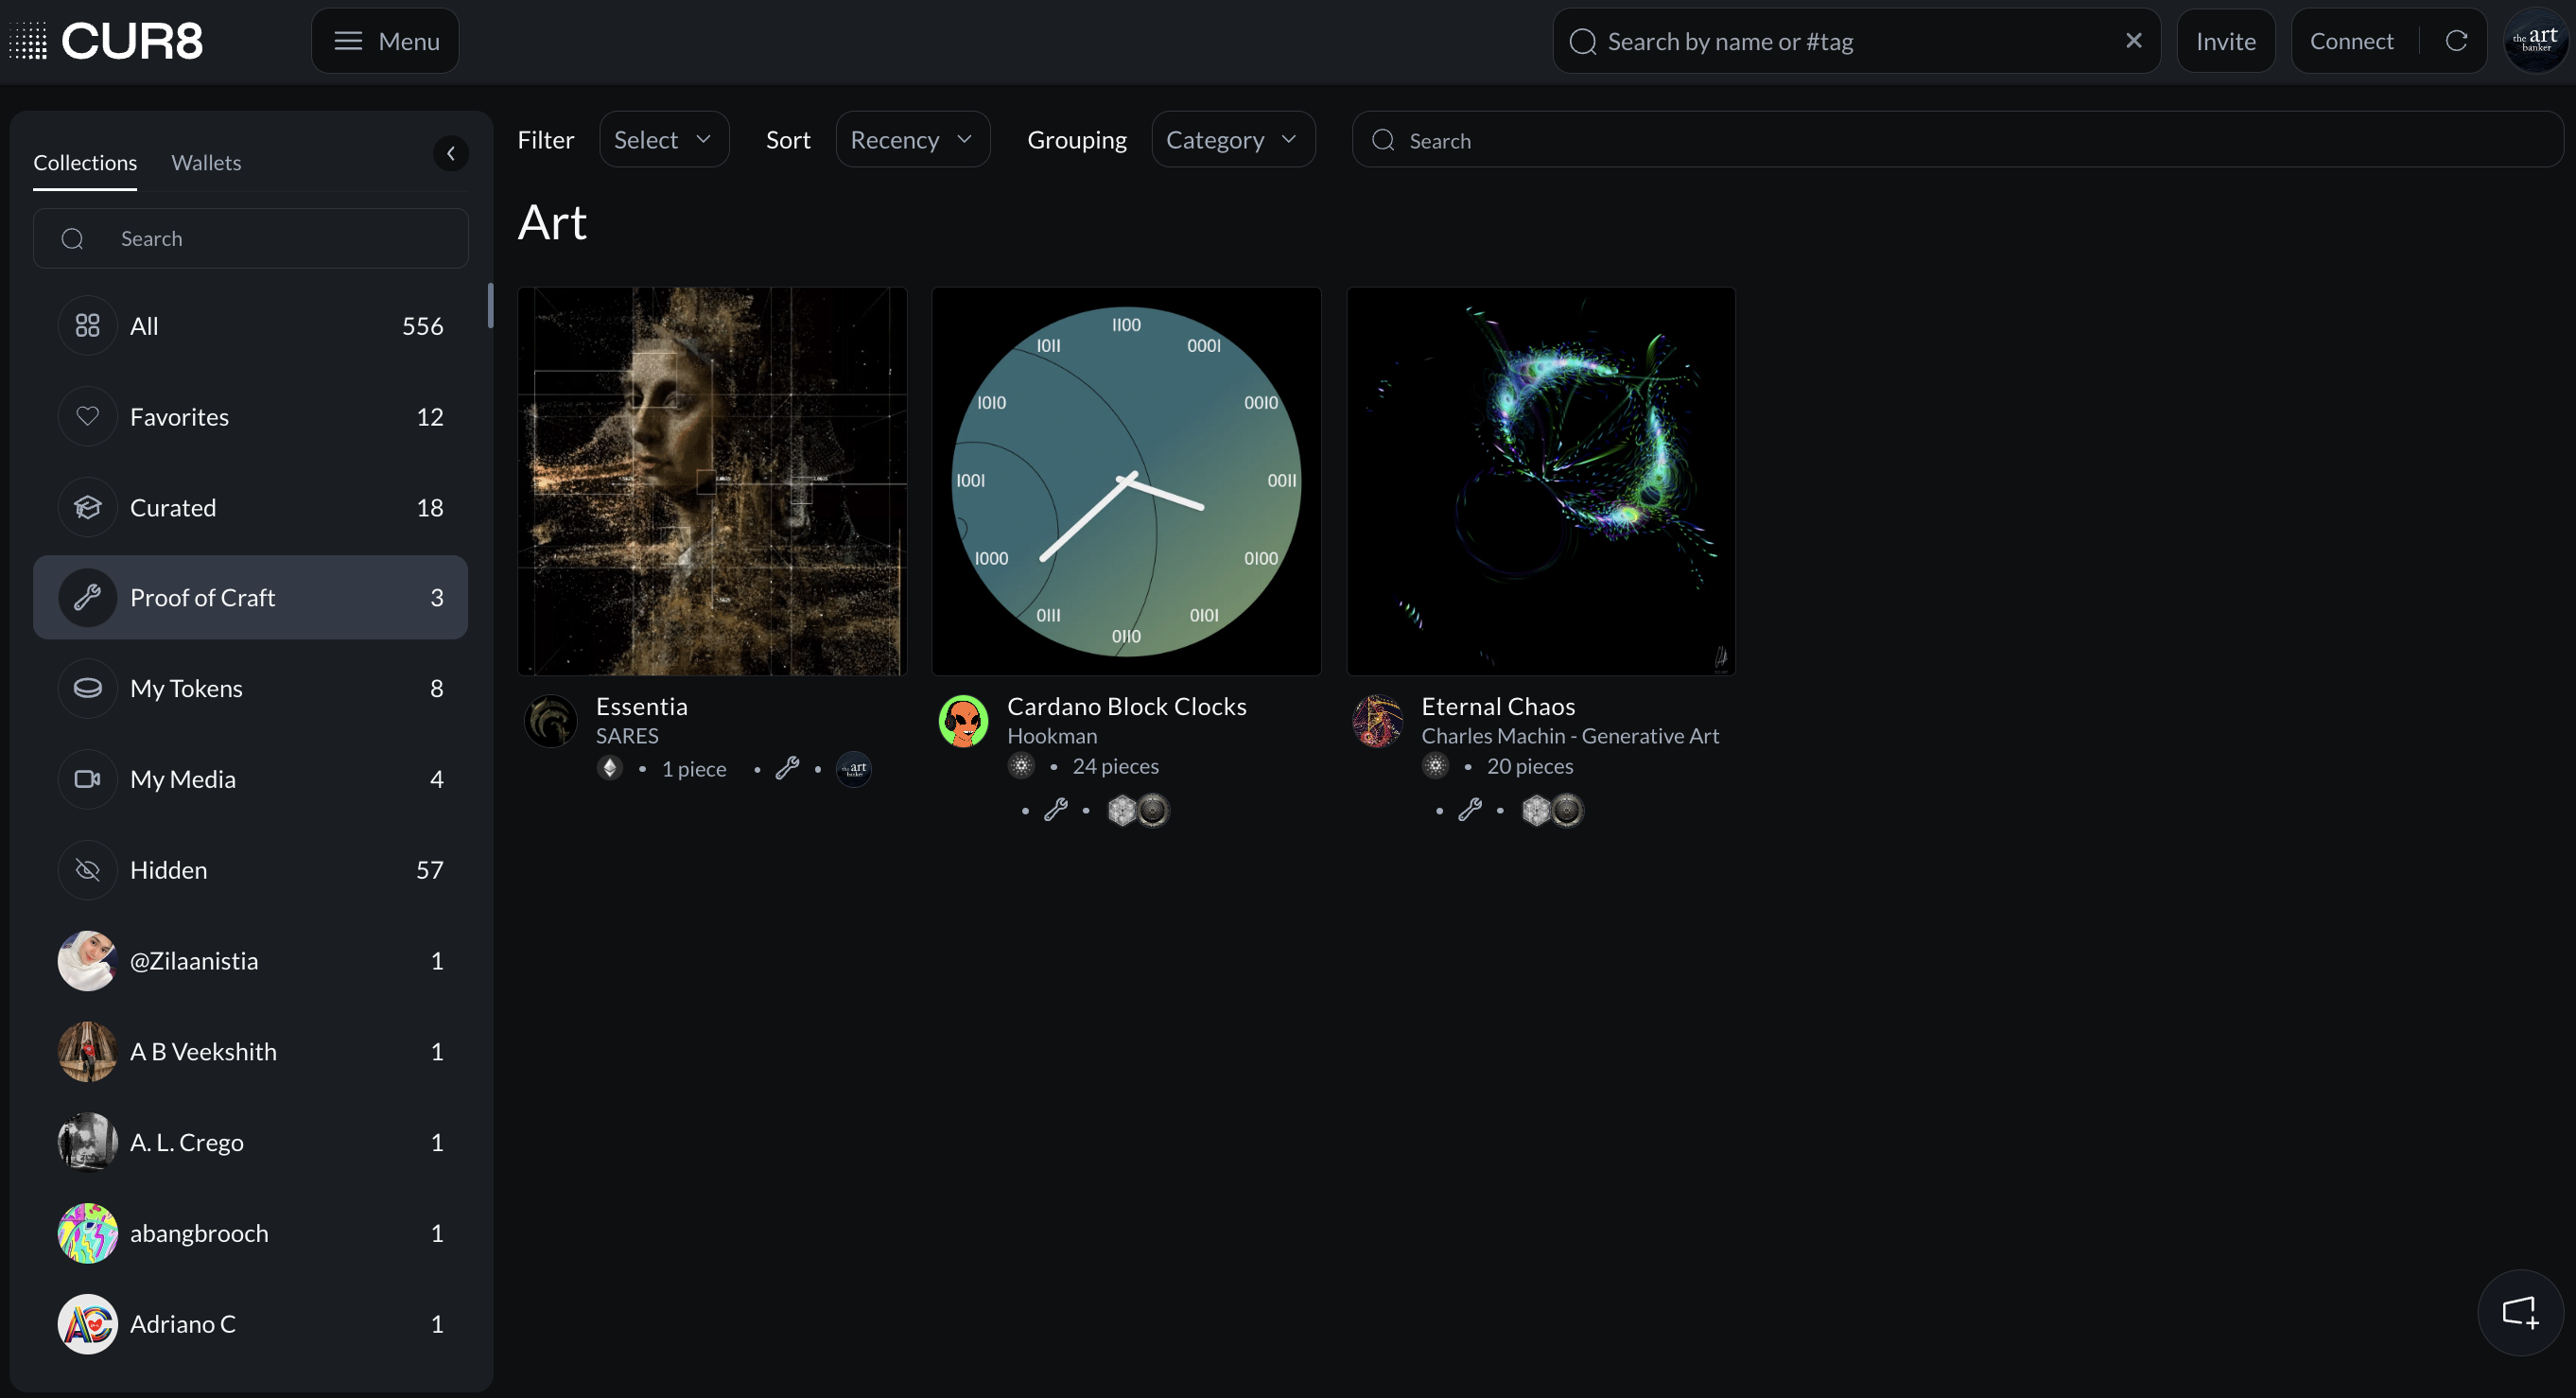 CUR8
Menu
Search by name or #tag
Invite
Connect
the art
banker
Collections
Wallets
Search
All
556
Favorites
12
Curated
18
Proof of Craft
3
My Tokens
8
My Media
4
Hidden
57
@Zilaanistia
1
A B Veekshith
1
A. L. Crego
1
abangbrooch
1
Adriano C
1
Filter
Select
Sort
Recency
Grouping
Category
Search
Art
1100
0001
0010
0011
0100
0101
0110
0111
1000
1001
1010
1011
Essentia
SARES
• 1 piece • •
the art
banker
Cardano Block Clocks
Hookman
• 24 pieces
• •
Eternal Chaos
Charles Machin - Generative Art
• 20 pieces
• •